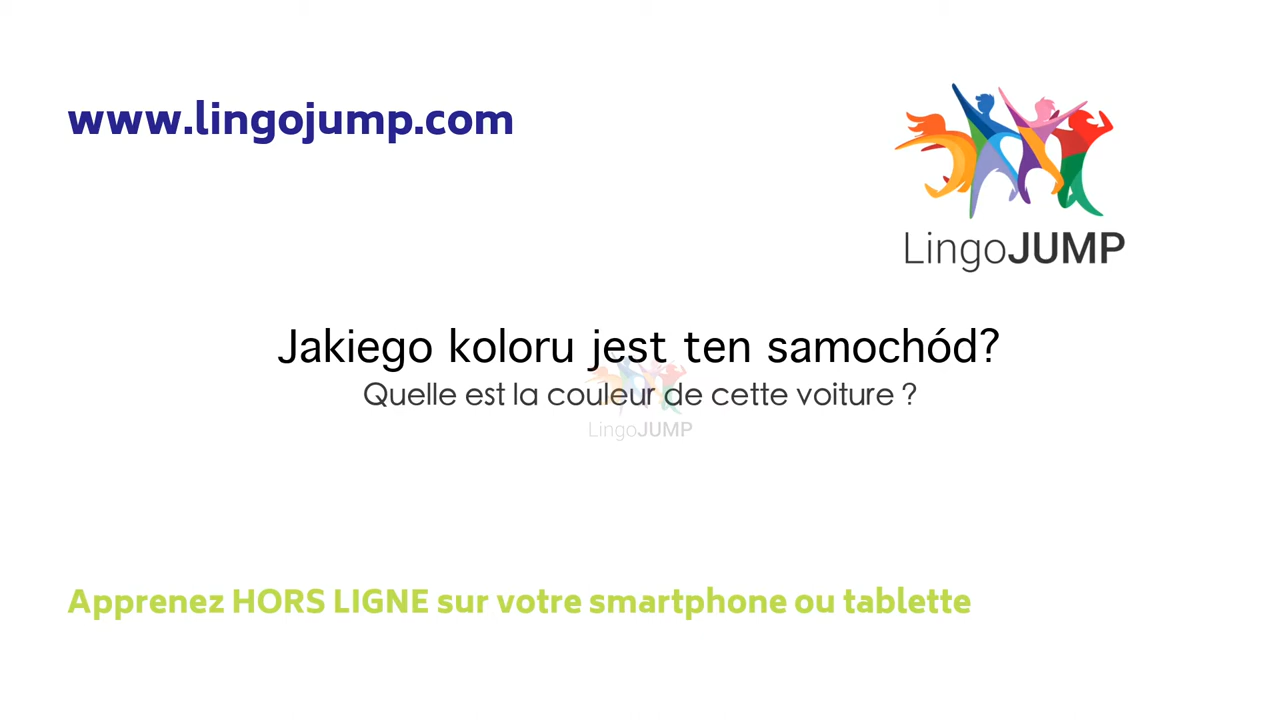 www.lingojump.com
LingoJUMP
Jakiego koloru jest ten samochód?
Quelle est la couleur de cette voiture ?
LingoJUMP
Apprenez HORS LIGNE sur votre smartphone ou tablette